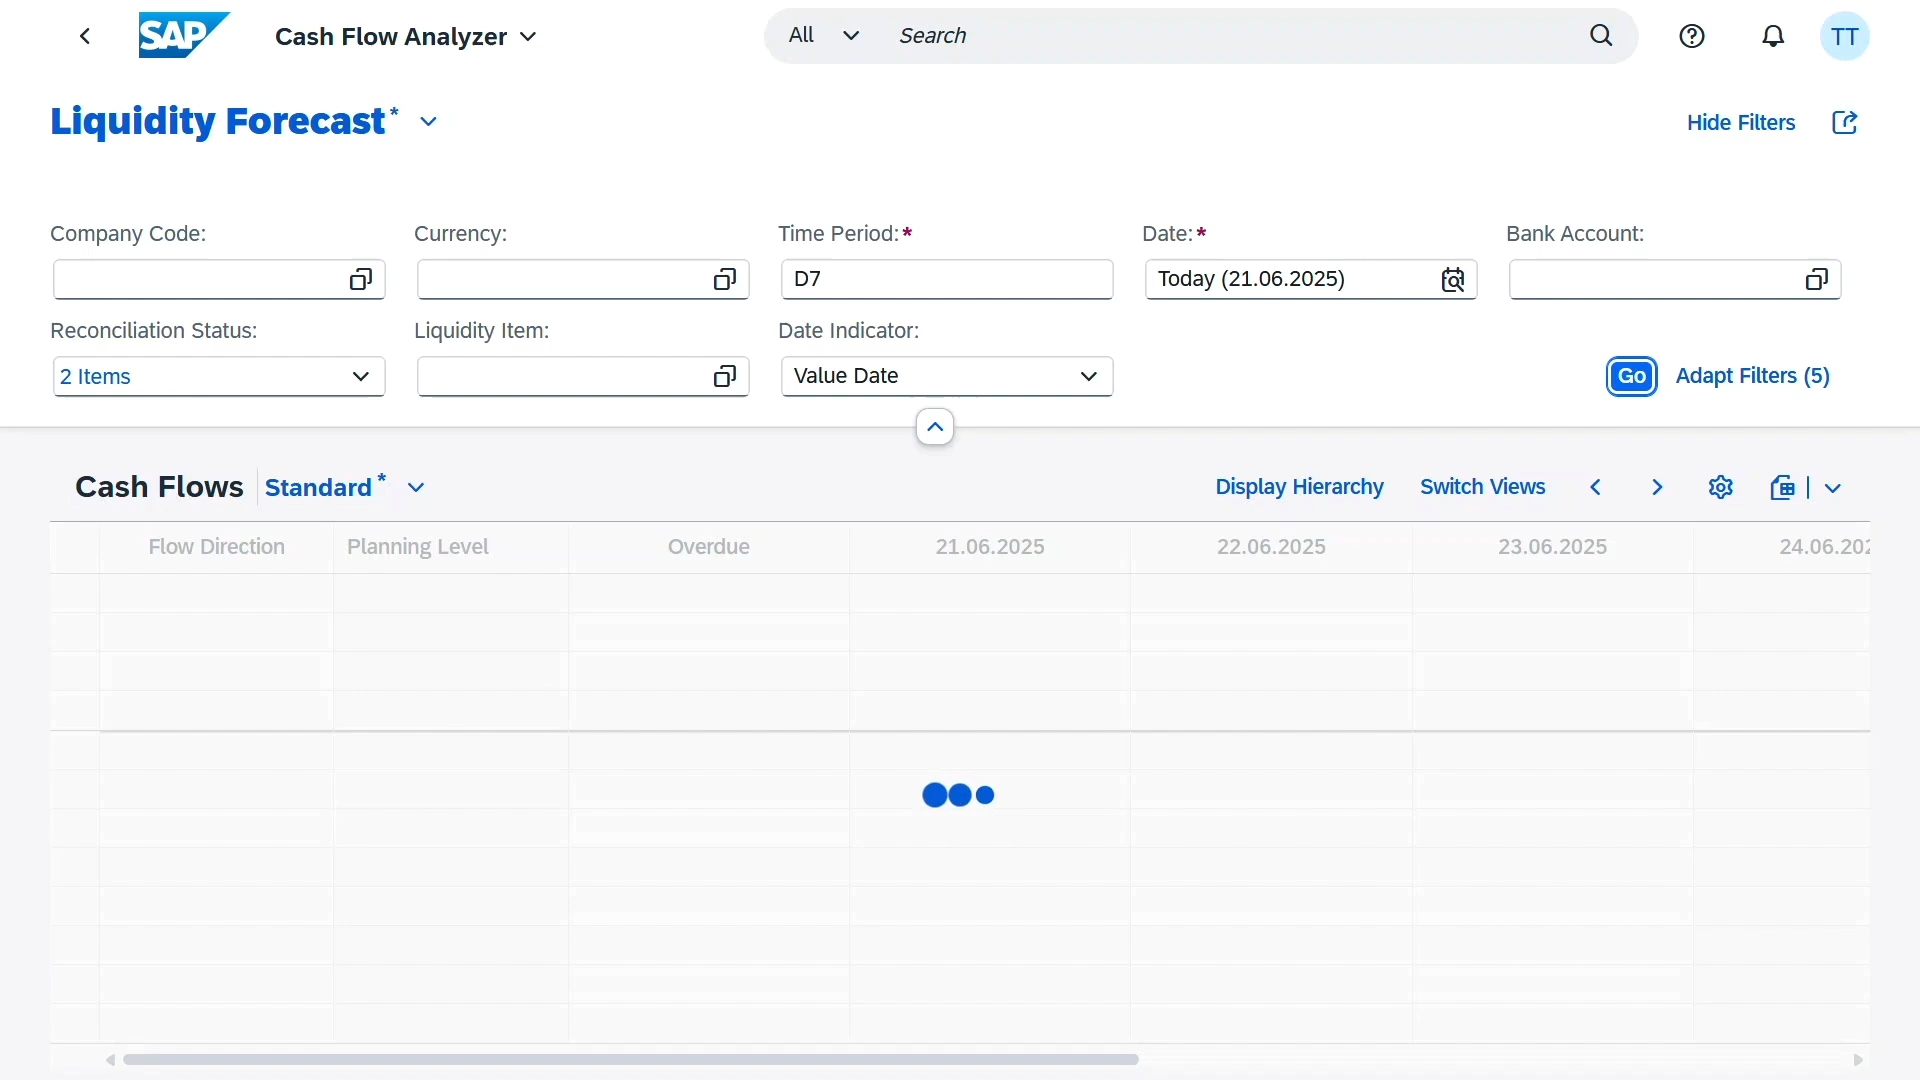 SAP Cash Flow Analyzer All Search TT
Liquidity Forecast* Hide Filters
Company Code: Currency: Time Period:* Date:* Bank Account:
D7 Today (21.06.2025)
Reconciliation Status: Liquidity Item: Date Indicator:
2 Items Value Date Go Adapt Filters (5)
Cash Flows Standard* Display Hierarchy Switch Views
Flow Direction Planning Level Overdue 21.06.2025 22.06.2025 23.06.2025 24.06.202